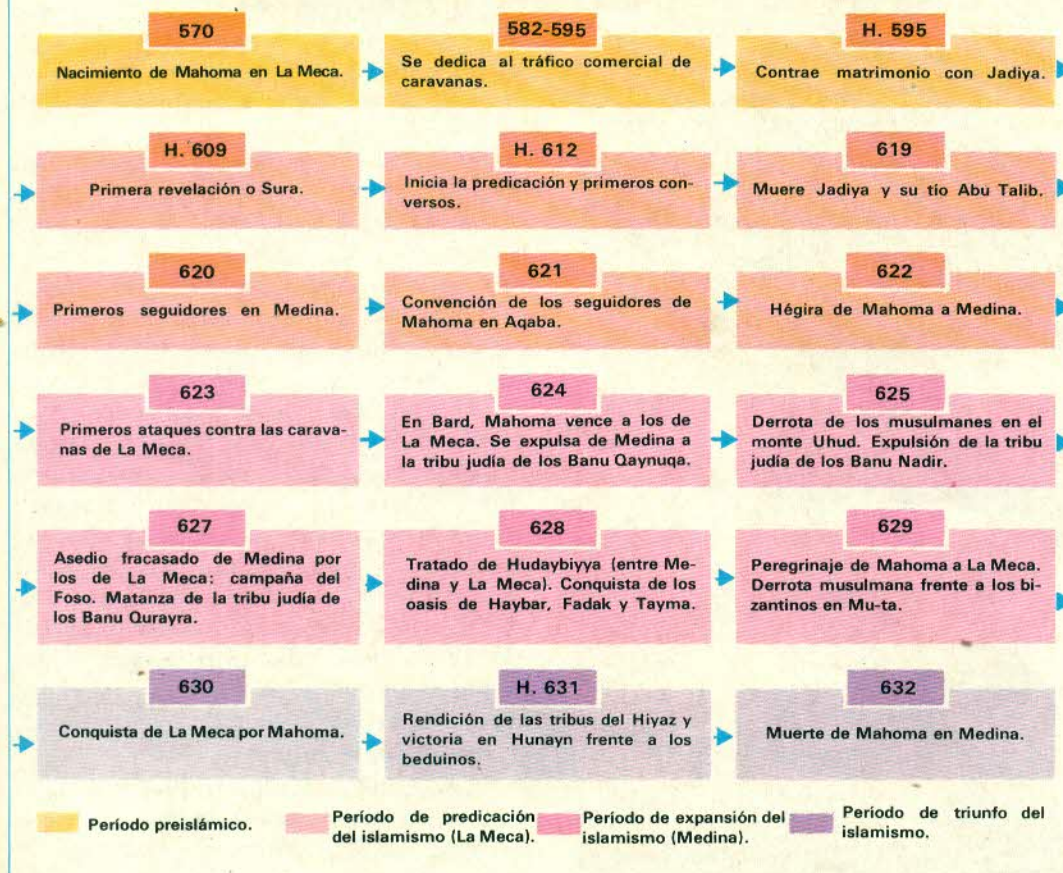 570
Nacimiento de Mahoma en La Meca.
582-595
Se dedica al tráfico comercial de
caravanas.
H. 595
Contrae matrimonio con Jadiya.
H. 609
Primera revelación o Sura.
H. 612
Inicia la predicación y primeros con-
versos.
619
Muere Jadiya y su tío Abu Talib.
620
Primeros seguidores en Medina.
621
Convención de los seguidores de
Mahoma en Aqaba.
622
Hégira de Mahoma a Medina.
623
Primeros ataques contra las carava-
nas de La Meca.
624
En Bard, Mahoma vence a los de
La Meca. Se expulsa de Medina a
la tribu judía de los Banu Qaynuqa.
625
Derrota de los musulmanes en el
monte Uhud. Expulsión de la tribu
judía de los Banu Nadir.
627
Asedio fracasado de Medina por
los de La Meca: campaña del
Foso. Matanza de la tribu judía de
los Banu Qurayra.
628
Tratado de Hudaybiyya (entre Me-
dina y La Meca). Conquista de los
oasis de Haybar, Fadak y Tayma.
629
Peregrinaje de Mahoma a La Meca.
Derrota musulmana frente a los bi-
zantinos en Mu-ta.
630
Conquista de La Meca por Mahoma.
H. 631
Rendición de las tribus del Hiyaz y
victoria en Hunayn frente a los
beduinos.
632
Muerte de Mahoma en Medina.
Período preislámico.
Período de predicación
del islamismo (La Meca).
Período de expansión del
islamismo (Medina).
Período de triunfo del
islamismo.